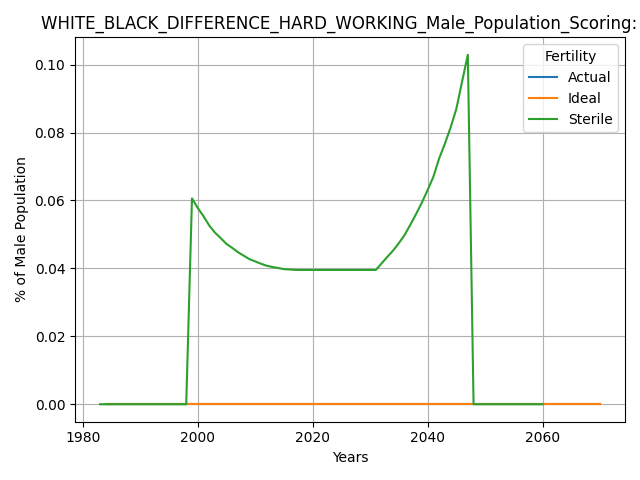 WHITE_BLACK_DIFFERENCE_HARD_WORKING_Male_Population_Scoring:
Fertility
Actual
Ideal
Sterile
% of Male Population
0.10
0.08
0.06
0.04
0.02
0.00
1980 2000 2020 2040 2060
Years